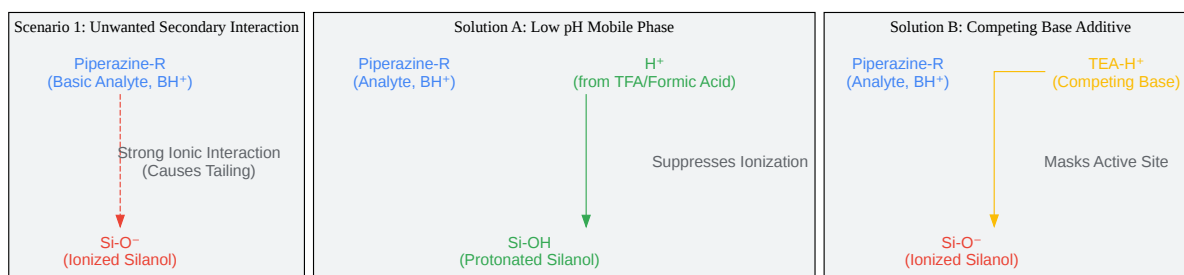 Scenario 1: Unwanted Secondary Interaction
Piperazine-R
(Basic Analyte, BH⁺)
Strong Ionic Interaction
(Causes Tailing)
Si-O⁻
(Ionized Silanol)
Solution A: Low pH Mobile Phase
Piperazine-R
(Analyte, BH⁺)
H⁺
(from TFA/Formic Acid)
Suppresses Ionization
Si-OH
(Protonated Silanol)
Solution B: Competing Base Additive
Piperazine-R
(Analyte, BH⁺)
TEA-H⁺
(Competing Base)
Masks Active Site
Si-O⁻
(Ionized Silanol)